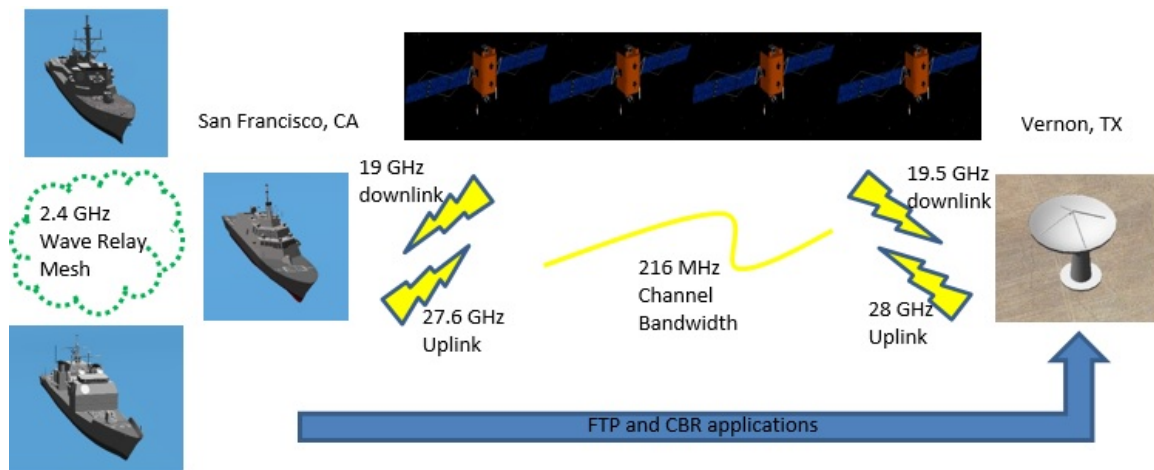 San Francisco, CA
Vernon, TX
19 GHz
downlink
19.5 GHz
downlink
2.4 GHz
Wave Relay
Mesh
216 MHz
Channel
Bandwidth
27.6 GHz
Uplink
28 GHz
Uplink
FTP and CBR applications